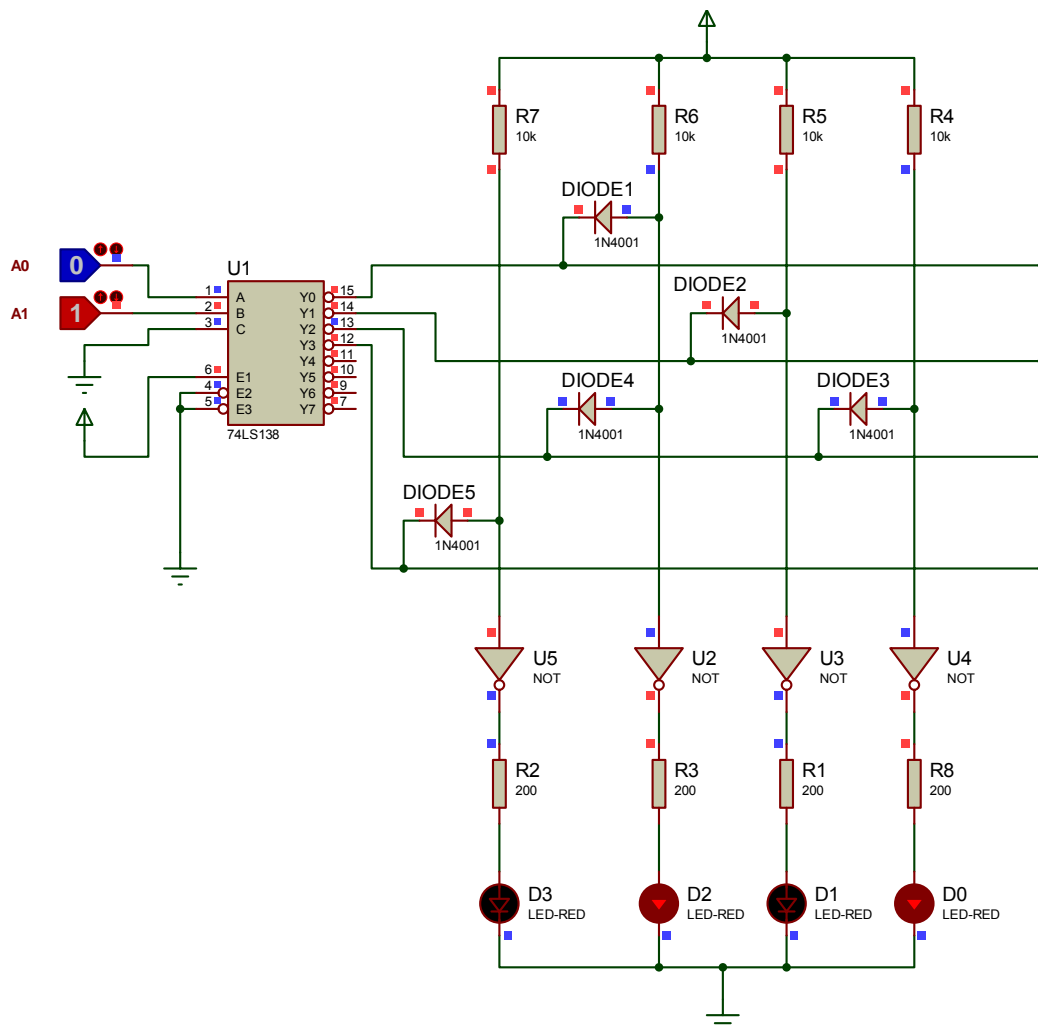 R7
10k
R6
10k
R5
10k
R4
10k
DIODE1
1N4001
A0
0
A1
1
U1
1
A
2
B
3
C
6
E1
4
E2
5
E3
Y0
15
Y1
14
Y2
13
Y3
12
Y4
11
Y5
10
Y6
9
Y7
7
74LS138
DIODE2
1N4001
DIODE4
1N4001
DIODE3
1N4001
DIODE5
1N4001
U5
NOT
U2
NOT
U3
NOT
U4
NOT
R2
200
R3
200
R1
200
R8
200
D3
LED-RED
D2
LED-RED
D1
LED-RED
D0
LED-RED